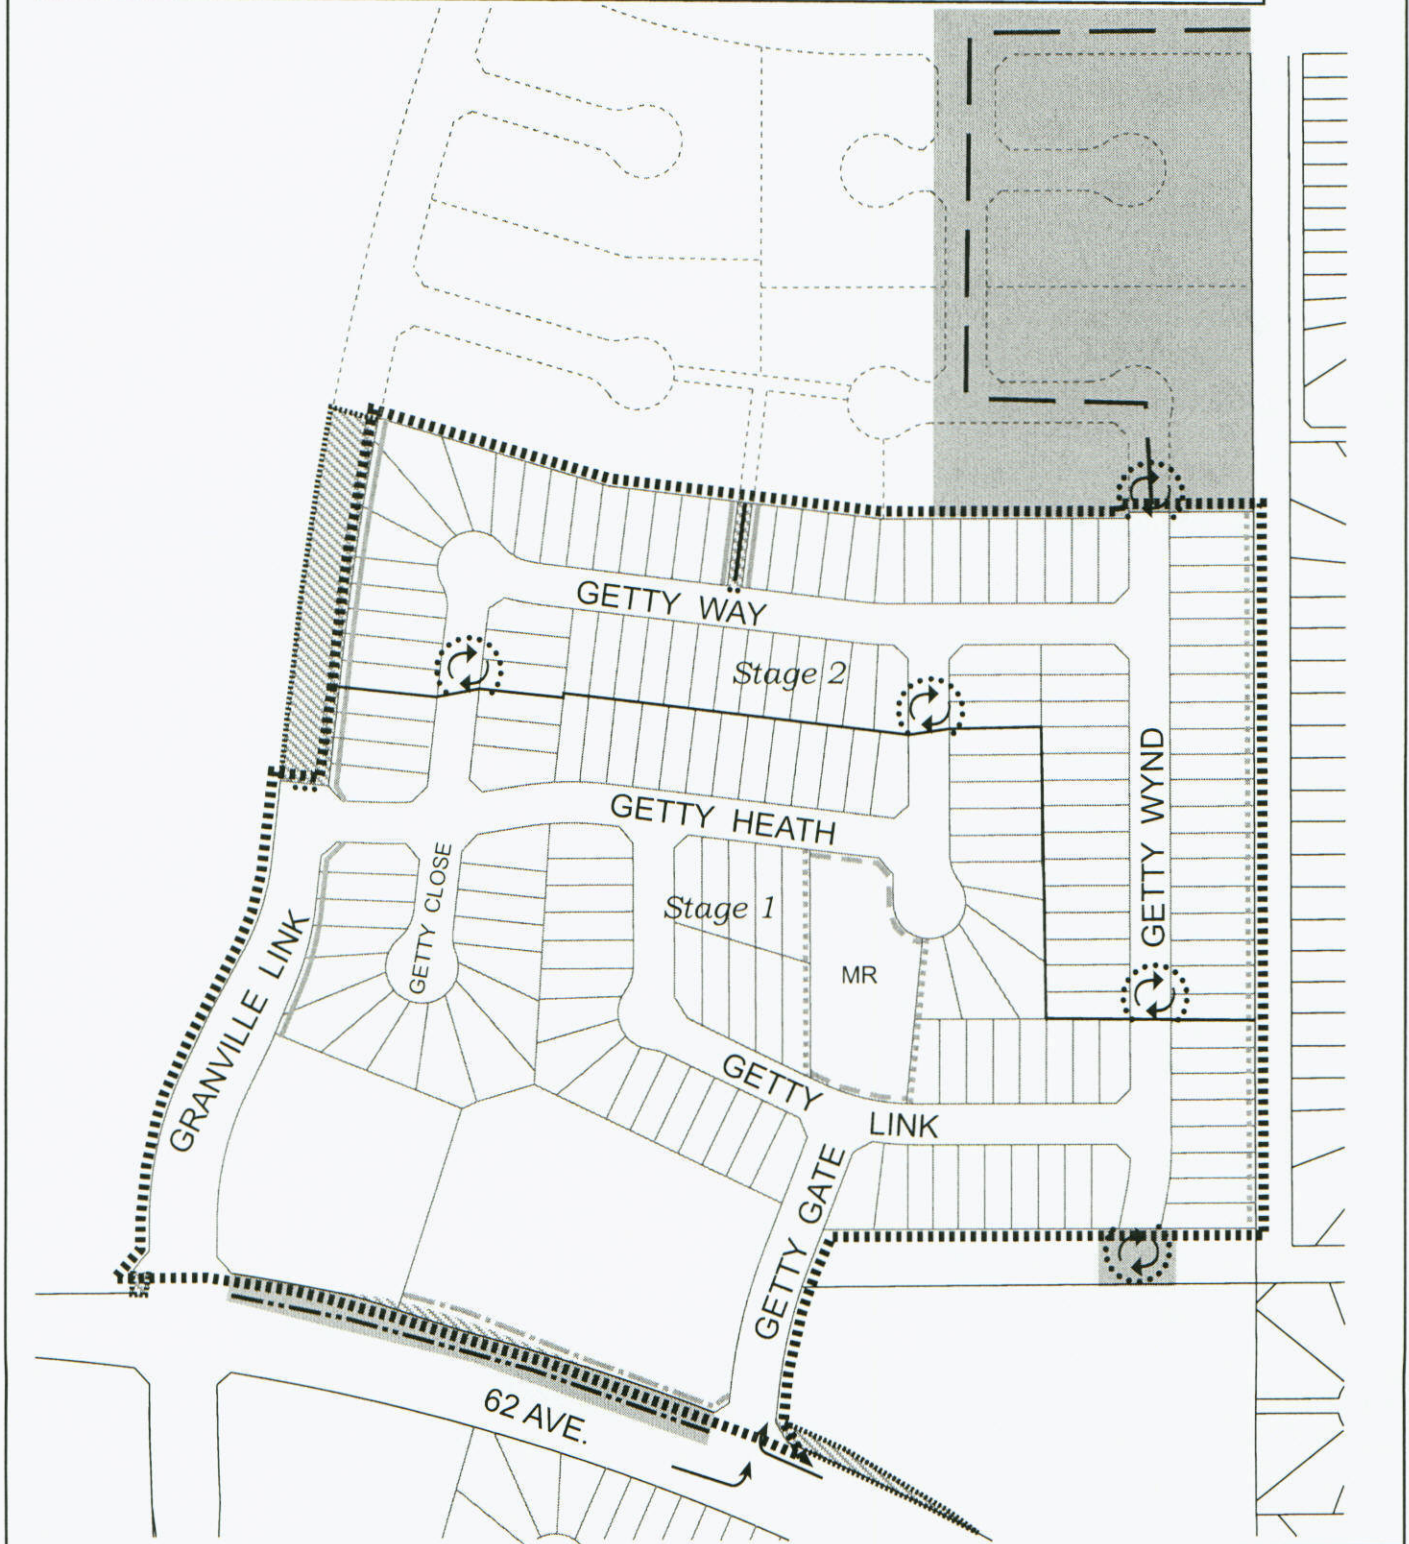 GETTY WAY
Stage 2
GETTY WYND
GETTY HEATH
GETTY CLOSE
Stage 1
GRANVILLE LINK
MR
GETTY LINK
GETTY GATE
62 AVE.